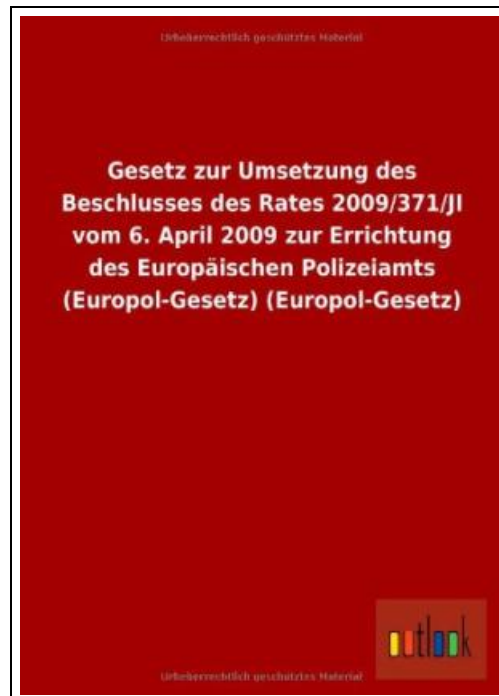 Urheberrechtlich geschütztes Material
Gesetz zur Umsetzung des
Beschlusses des Rates 2009/371/JI
vom 6. April 2009 zur Errichtung
des Europäischen Polizeiamts
(Europol-Gesetz) (Europol-Gesetz)
outlook
Urheberrechtlich geschütztes Material